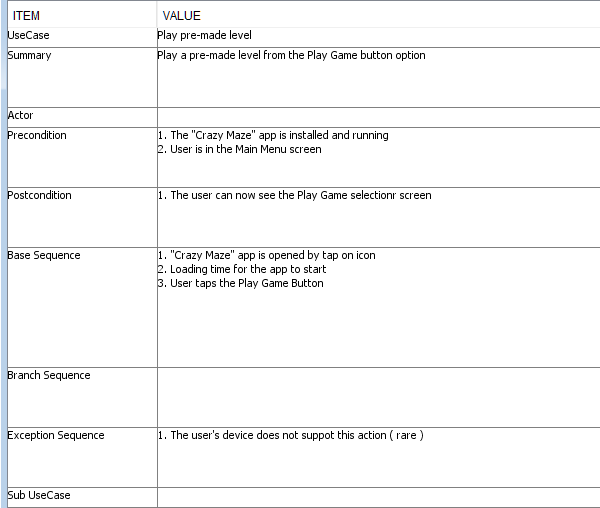 ITEM VALUE
UseCase Play pre-made level
Summary Play a pre-made level from the Play Game button option
Actor
Precondition 1. The "Crazy Maze" app is installed and running
2. User is in the Main Menu screen
Postcondition 1. The user can now see the Play Game selectionr screen
Base Sequence 1. "Crazy Maze" app is opened by tap on icon
2. Loading time for the app to start
3. User taps the Play Game Button
Branch Sequence
Exception Sequence 1. The user's device does not suppot this action ( rare )
Sub UseCase